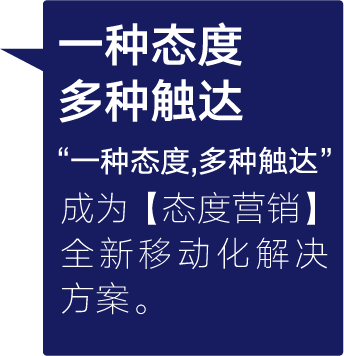 一种态度
多种触达
“一种态度,多种触达”
成为【态度营销】
全新移动化解决
方案。